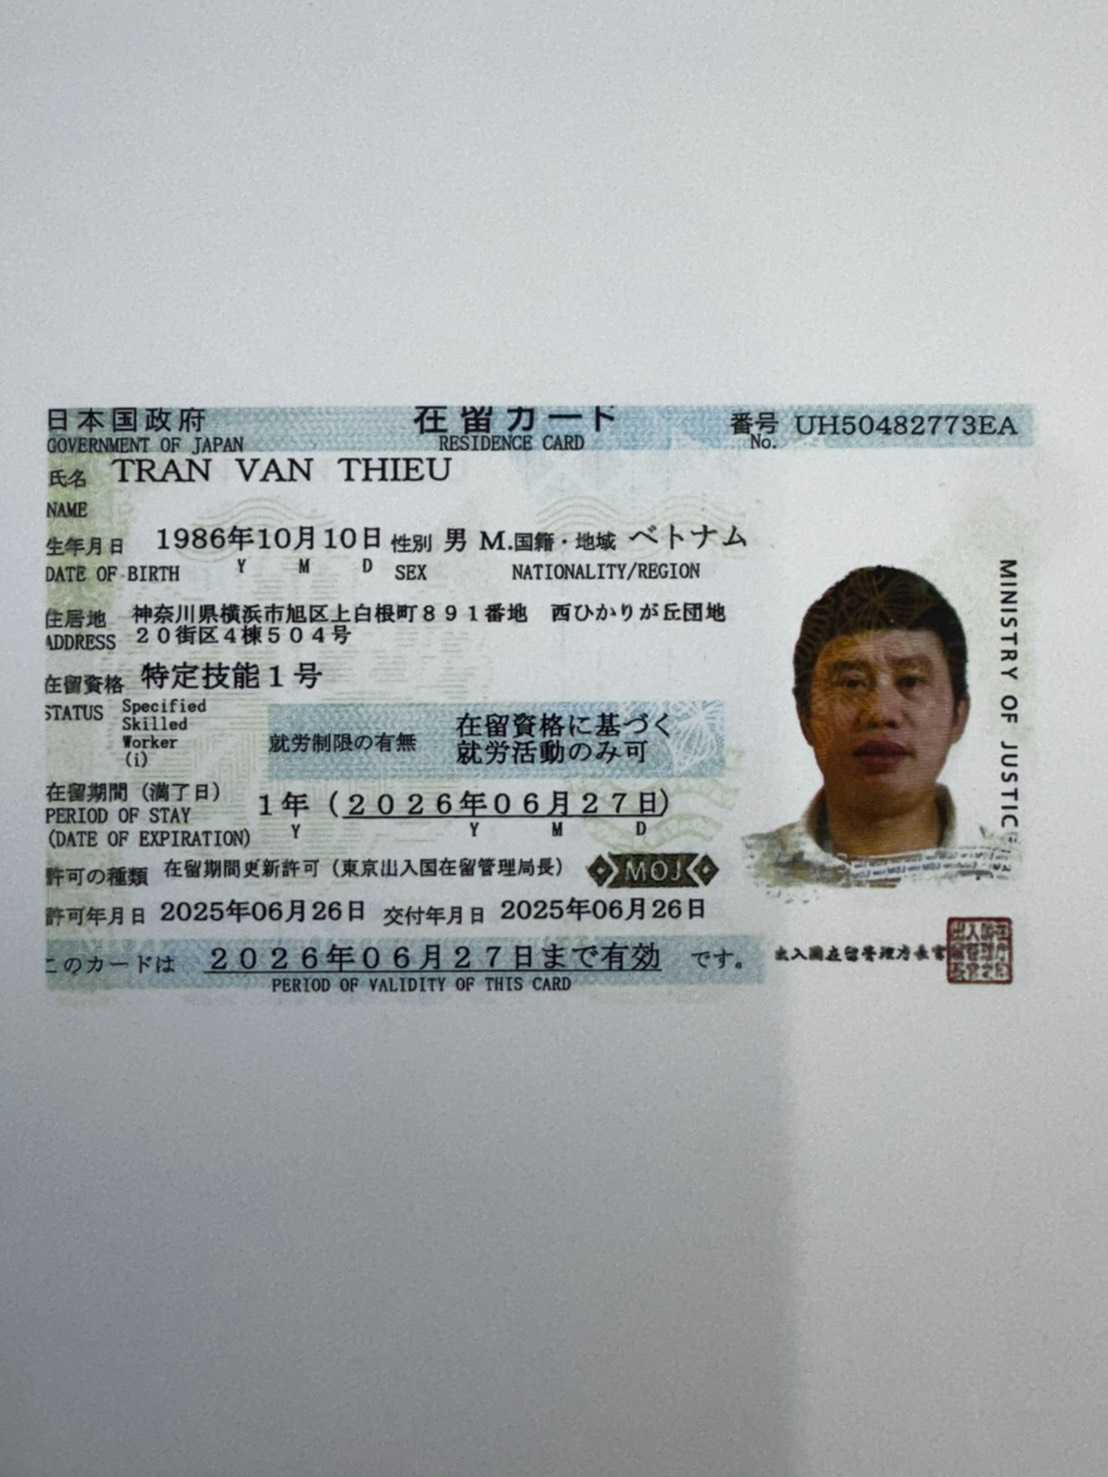 日本国政府 在留カード 番号 UH50482773EA
GOVERNMENT OF JAPAN RESIDENCE CARD No.
氏名 TRAN VAN THIEU
NAME
生年月日 1986年10月10日 性別 男 M. 国籍・地域 ベトナム
DATE OF BIRTH Y M D SEX NATIONALITY/REGION
住居地 神奈川県横浜市旭区上白根町891番地 西ひかりが丘団地
ADDRESS 20街区4棟504号
在留資格 特定技能1号
STATUS Specified
Skilled
Worker
(i)
就労制限の有無 在留資格に基づく
就労活動のみ可
在留期間(満了日) 1年(2026年06月27日)
PERIOD OF STAY
(DATE OF EXPIRATION) Y Y M D
許可の種類 在留期間更新許可(東京出入国在留管理局長) MOJ
許可年月日 2025年06月26日 交付年月日 2025年06月26日
このカードは 2026年06月27日まで有効 です。
PERIOD OF VALIDITY OF THIS CARD
MINISTRY OF JUSTIC
出入国在留管理庁長官